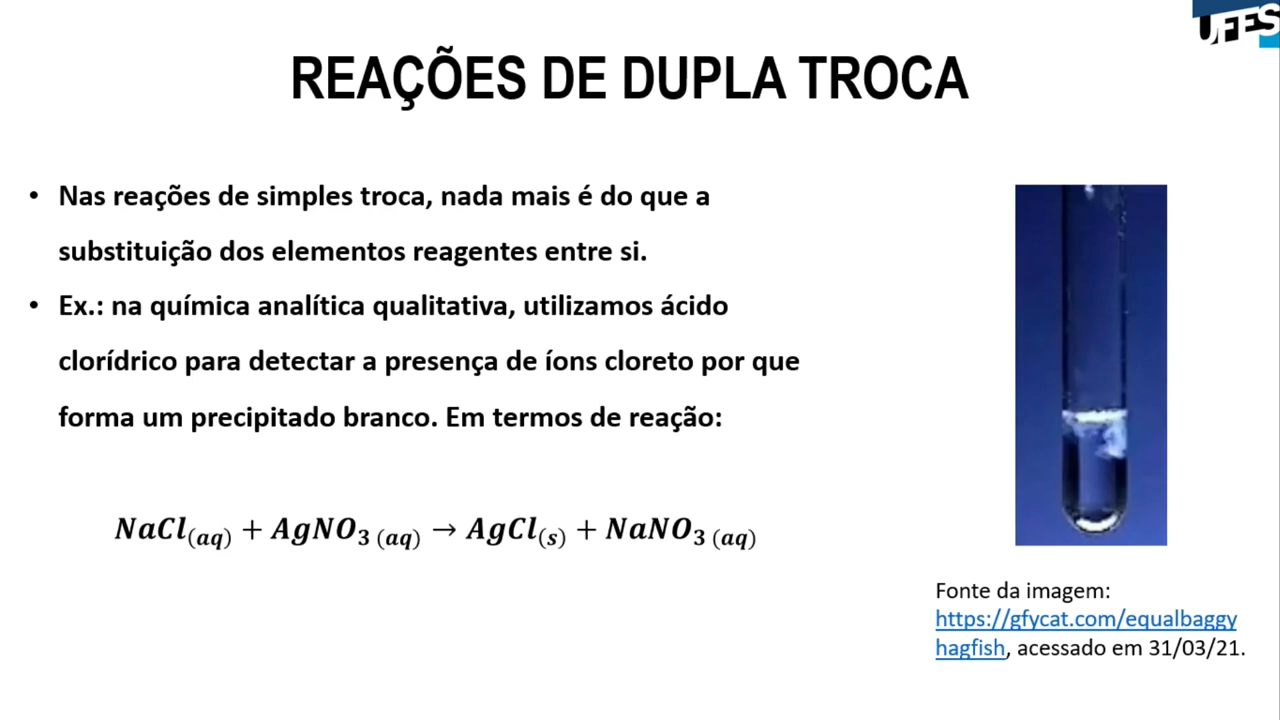 UFES
REAÇÕES DE DUPLA TROCA
• Nas reações de simples troca, nada mais é do que a
substituição dos elementos reagentes entre si.
• Ex.: na química analítica qualitativa, utilizamos ácido
clorídrico para detectar a presença de íons cloreto por que
forma um precipitado branco. Em termos de reação:
NaCl(aq) + AgNO3 (aq) → AgCl(s) + NaNO3 (aq)
Fonte da imagem:
https://gfycat.com/equalbaggy
hagfish, acessado em 31/03/21.